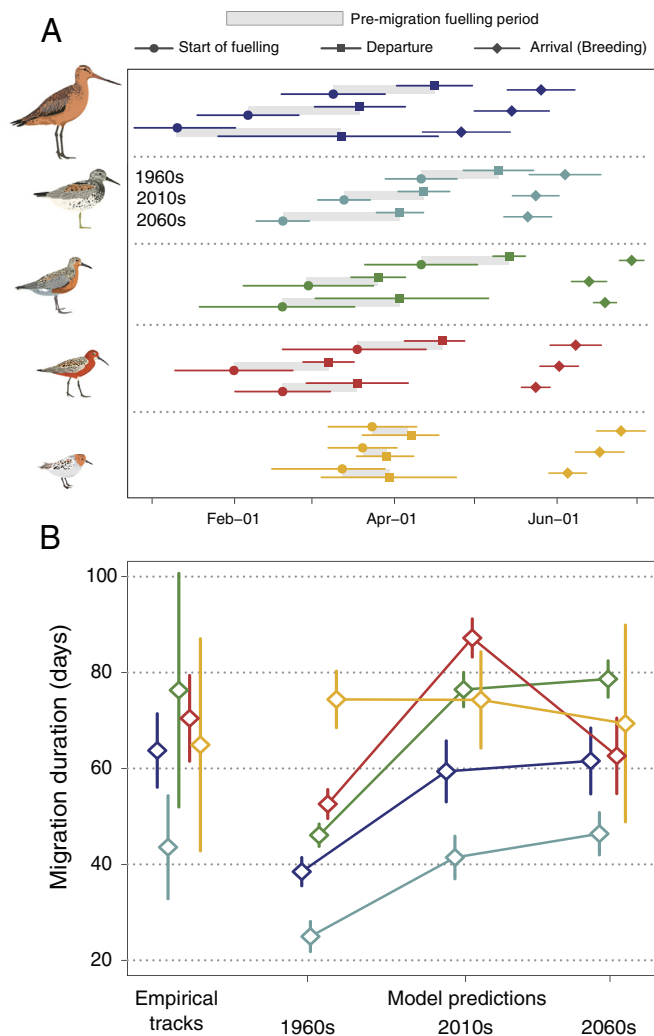 A
Pre-migration fuelling period
Start of fuelling
Departure
Arrival (Breeding)
1960s
2010s
2060s
Feb−01
Apr−01
Jun−01
B
Migration duration (days)
100
80
60
40
20
Empirical tracks
Model predictions
1960s
2010s
2060s